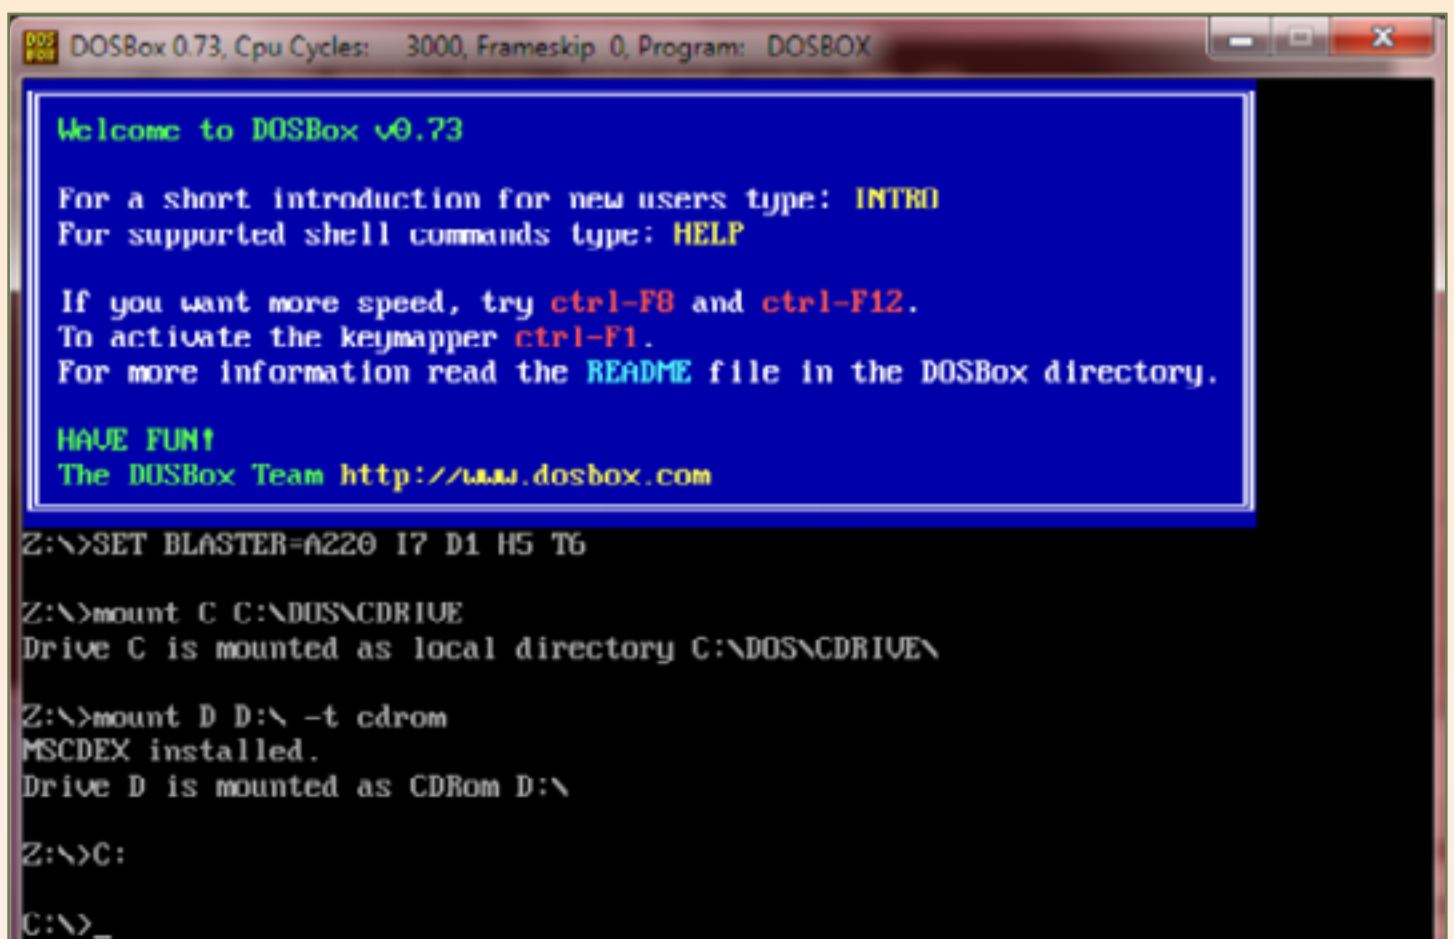 DOS
BOX
DOSBox 0.73, Cpu Cycles: 3000, Frameskip 0, Program: DOSBOX
Welcome to DOSBox v0.73
For a short introduction for new users type: INTRO
For supported shell commands type: HELP
If you want more speed, try ctrl-F8 and ctrl-F12.
To activate the keymapper ctrl-F1.
For more information read the README file in the DOSBox directory.
HAVE FUN!
The DOSBox Team http://www.dosbox.com
Z:\>SET BLASTER=A220 I7 D1 H5 T6
Z:\>mount C C:\DOS\CDRIVE
Drive C is mounted as local directory C:\DOS\CDRIVE\
Z:\>mount D D:\ -t cdrom
MSCDEX installed.
Drive D is mounted as CDRom D:\
Z:\>C:
C:\>_